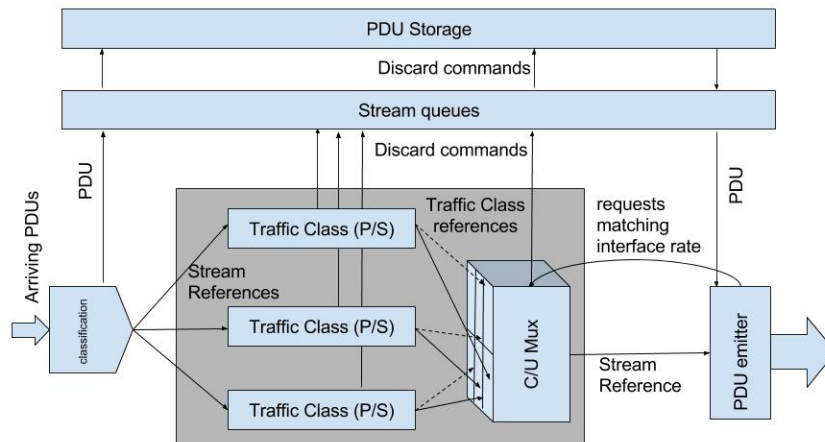 PDU Storage
Discard commands
Stream queues
Discard commands
PDU
PDU
requests
matching
interface rate
Traffic Class
references
Traffic Class (P/S)
Arriving PDUs
Stream
References
classification
Traffic Class (P/S)
C/U Mux
Stream
Reference
PDU emitter
Traffic Class (P/S)